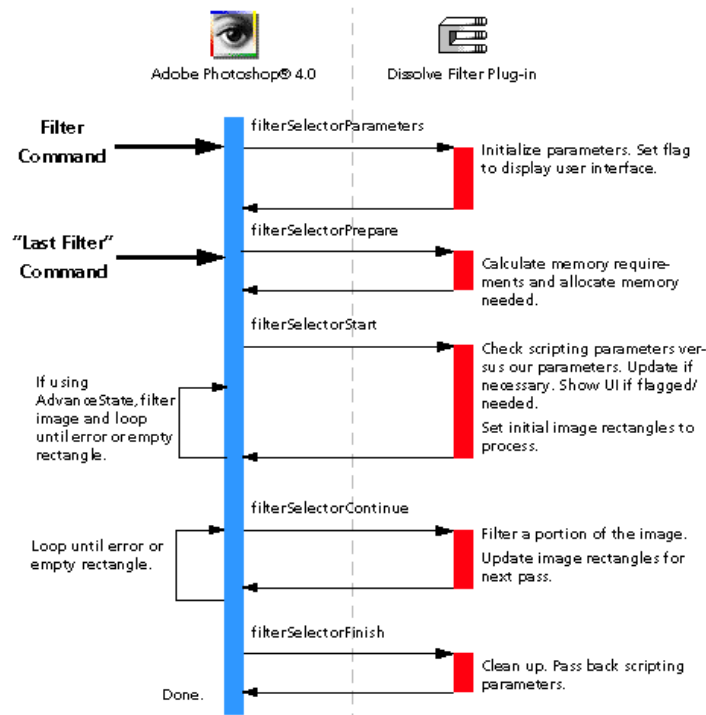 Adobe Photoshop® 4.0
Dissolve Filter Plug-in
Filter
Command
filterSelectorParameters
Initialize parameters. Set flag
to display user interface.
"Last Filter"
Command
filterSelectorPrepare
Calculate memory require-
ments and allocate memory
needed.
filterSelectorStart
Check scripting parameters ver-
sus our parameters. Update if
necessary. Show UI if flagged/
needed.
Set initial image rectangles to
process.
If using
AdvanceState, filter
image and loop
until error or empty
rectangle.
filterSelectorContinue
Filter a portion of the image.
Update image rectangles for
next pass.
Loop until error or
empty rectangle.
filterSelectorFinish
Clean up. Pass back scripting
parameters.
Done.